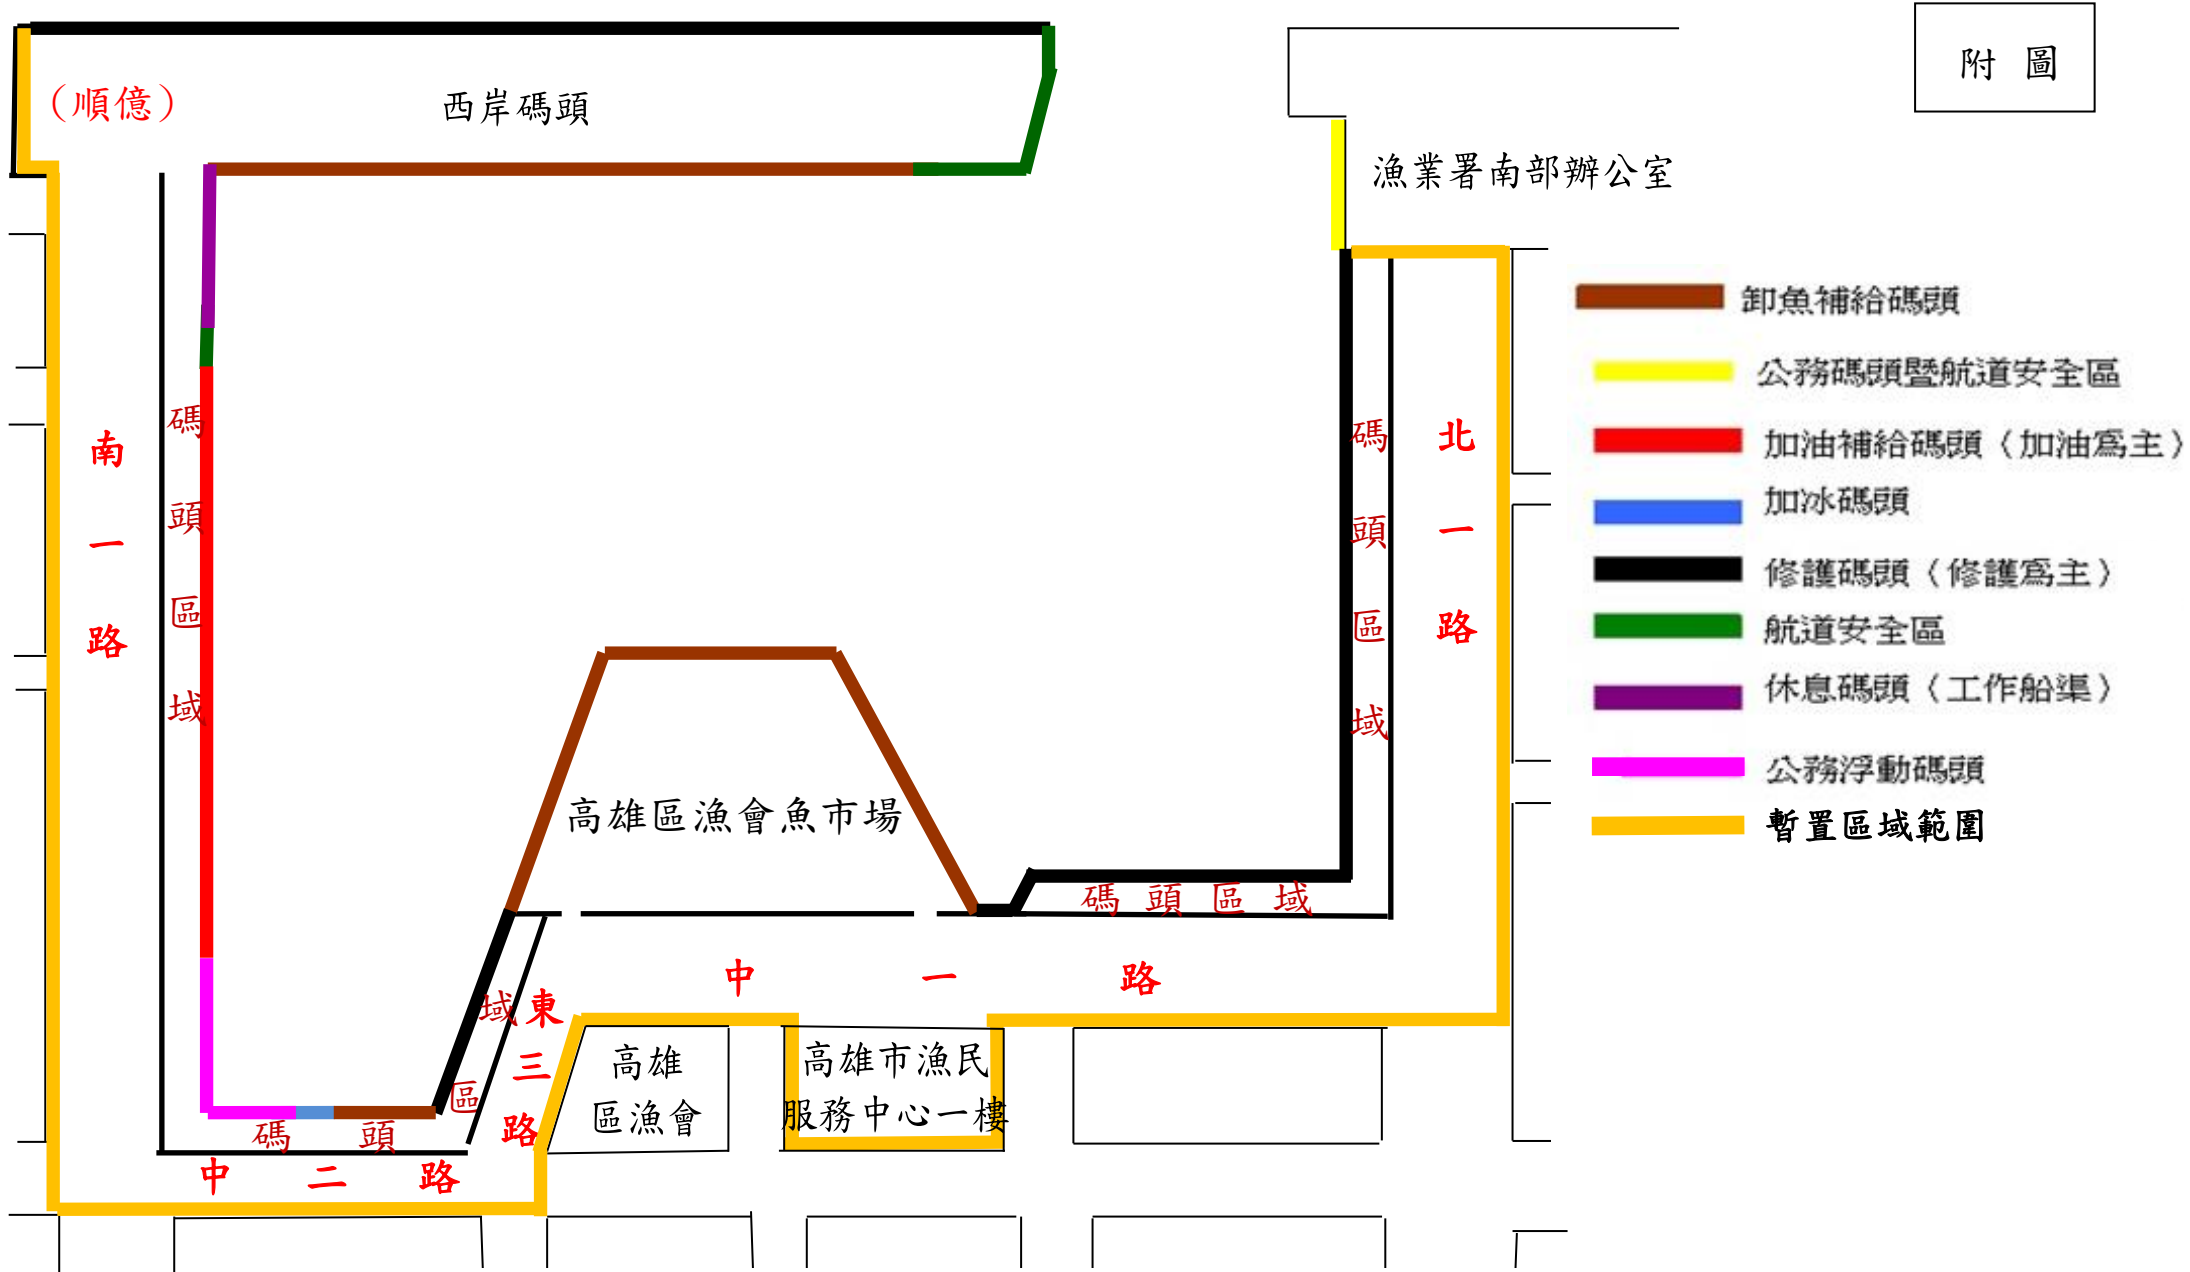 附 圖
（順億）
西岸碼頭
漁業署南部辦公室
卸魚補給碼頭
公務碼頭暨航道安全區
加油補給碼頭（加油為主）
加冰碼頭
修護碼頭（修護為主）
航道安全區
休息碼頭（工作船渠）
公務浮動碼頭
暫置區域範圍
南一路
碼頭區域
碼頭區域
北一路
高雄區漁會魚市場
碼頭區域
中一路
域
區
東三路
高雄
區漁會
高雄市漁民
服務中心一樓
碼頭
中二路